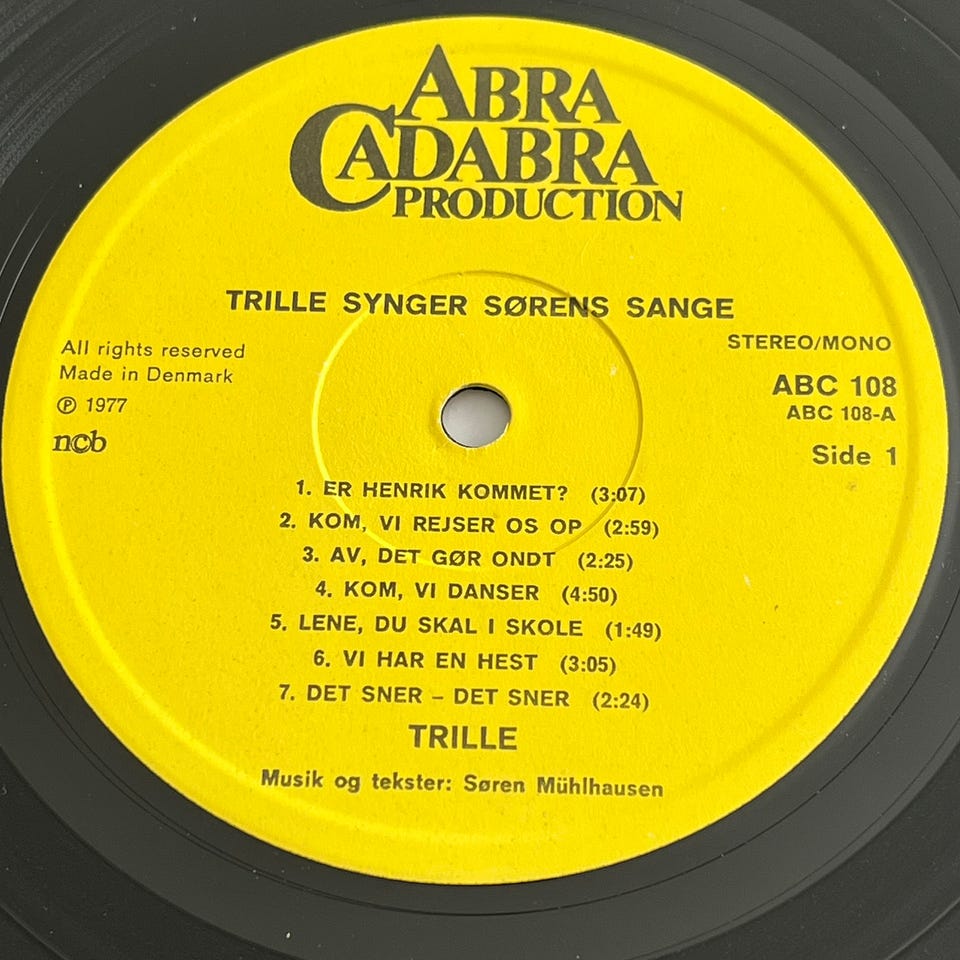 ABRA
CADABRA
PRODUCTION
TRILLE SYNGER SØRENS SANGE
All rights reserved
Made in Denmark
℗ 1977
ncb
STEREO/MONO
ABC 108
ABC 108-A
Side 1
1. ER HENRIK KOMMET? (3:07)
2. KOM, VI REJSER OS OP (2:59)
3. AV, DET GØR ONDT (2:25)
4. KOM, VI DANSER (4:50)
5. LENE, DU SKAL I SKOLE (1:49)
6. VI HAR EN HEST (3:05)
7. DET SNER – DET SNER (2:24)
TRILLE
Musik og tekster: Søren Mühlhausen